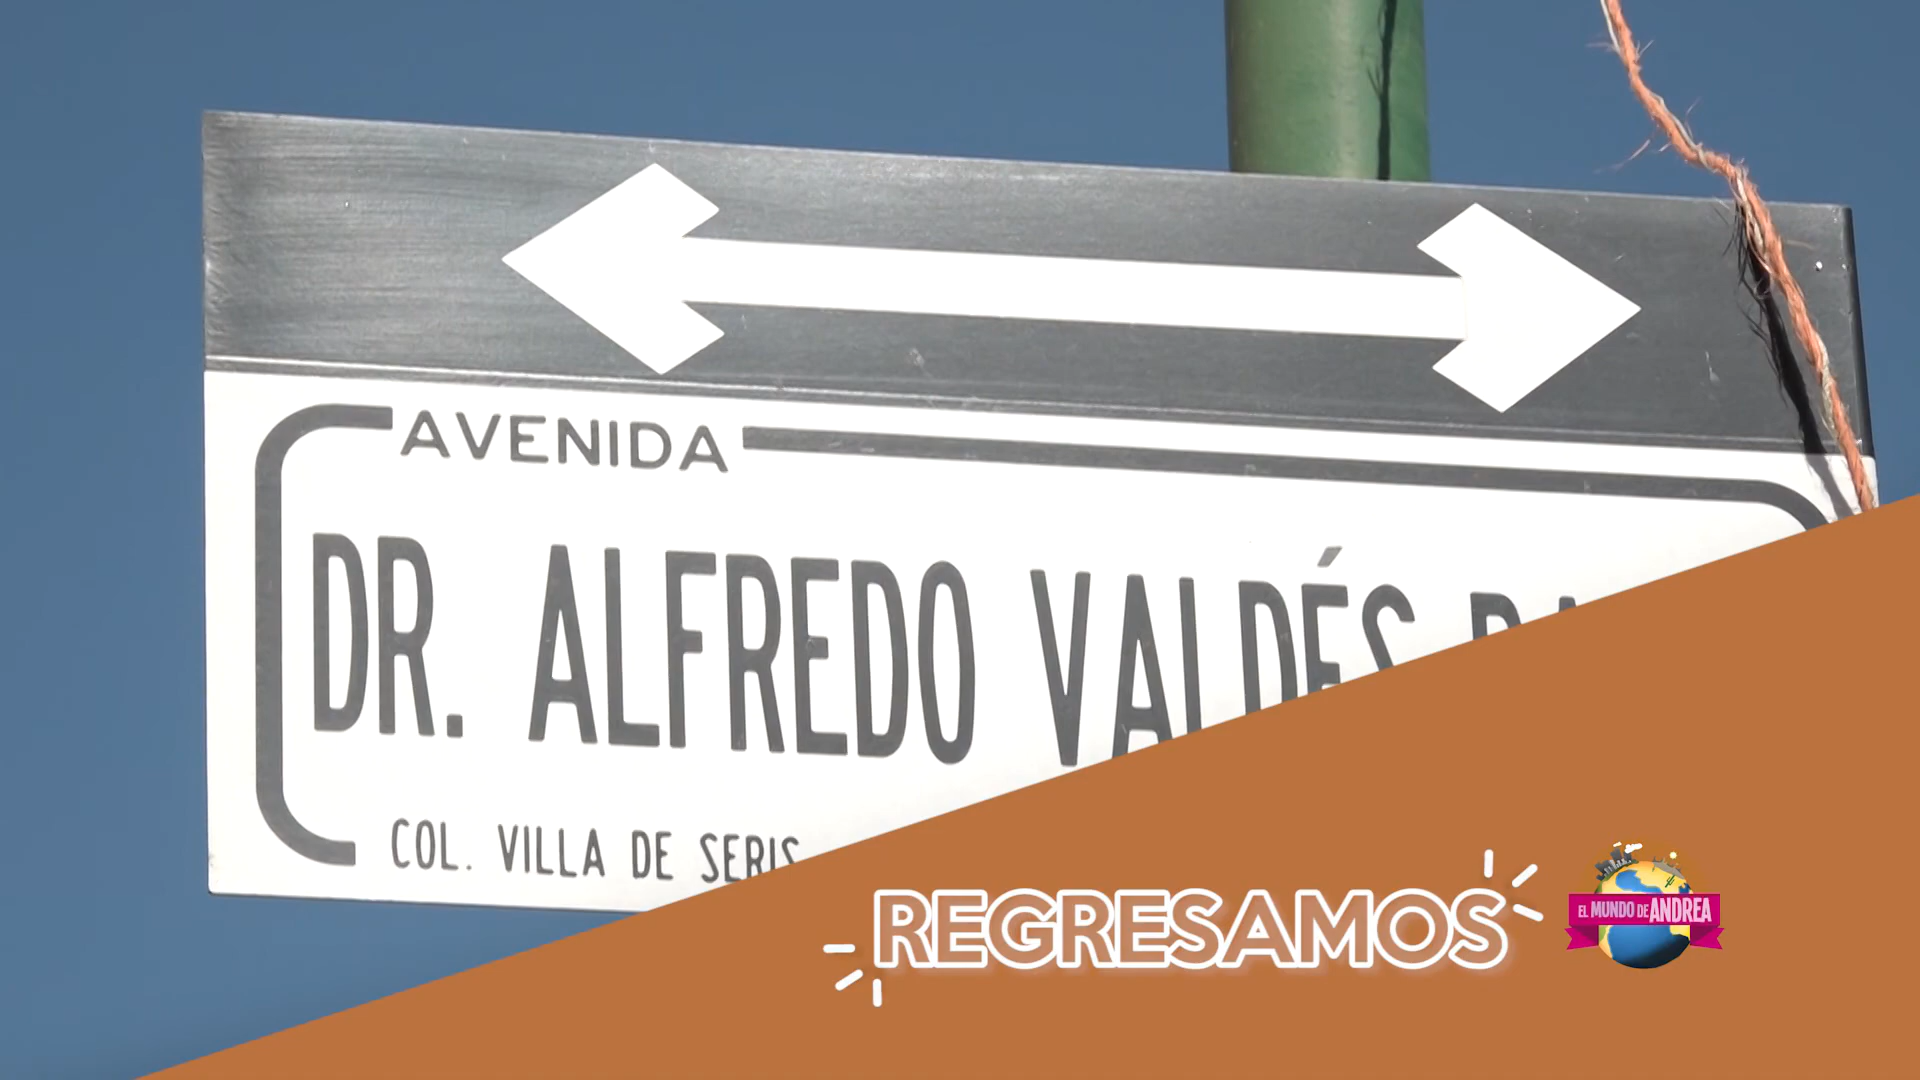 AVENIDA
DR. ALFREDO VALDÉS
COL. VILLA DE SERIS
REGRESAMOS
EL MUNDO DE ANDREA